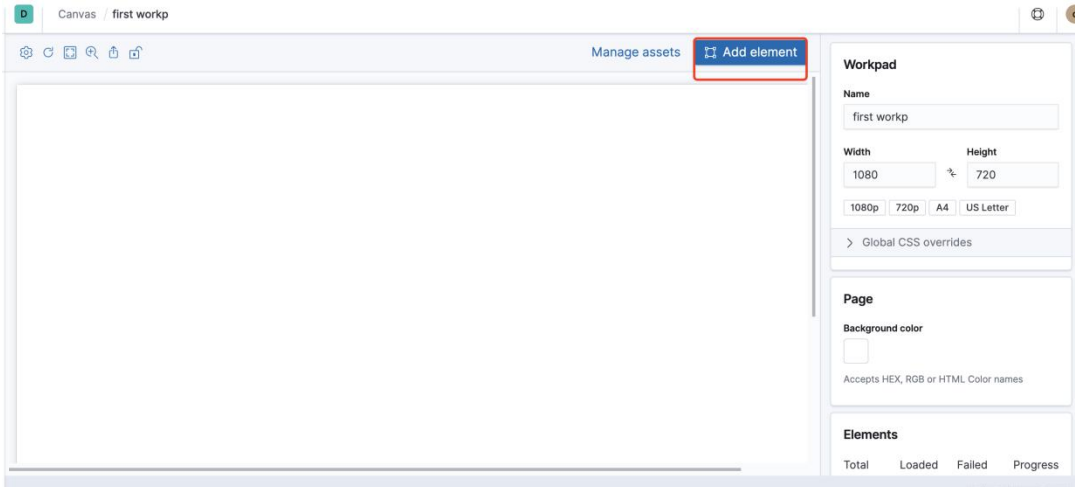 D Canvas / first workp
Manage assets Add element
Workpad
Name
first workp
Width Height
1080 720
1080p 720p A4 US Letter
Global CSS overrides
Page
Background color
Accepts HEX, RGB or HTML Color names
Elements
Total Loaded Failed Progress